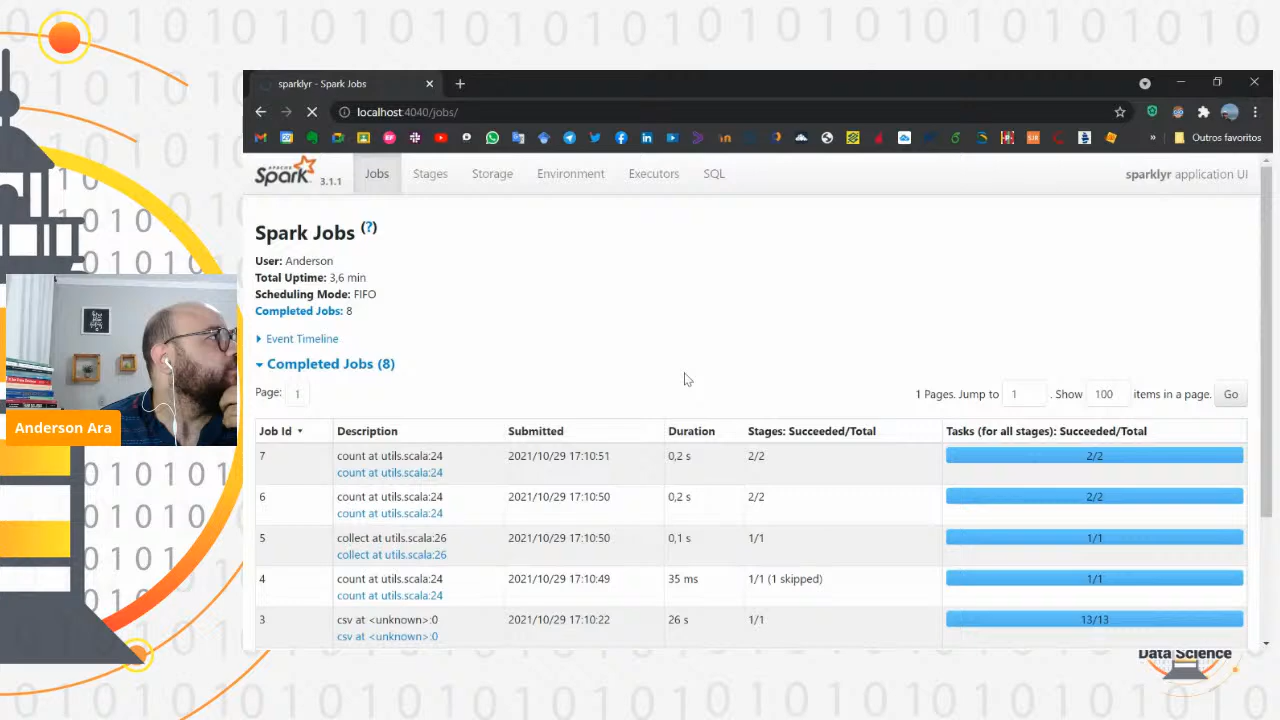 sparklyr - Spark Jobs
localhost:4040/jobs/
Outros favoritos
APACHE
Spark 3.1.1
Jobs
Stages
Storage
Environment
Executors
SQL
sparklyr application UI
Spark Jobs (?)
User: Anderson
Total Uptime: 3,6 min
Scheduling Mode: FIFO
Completed Jobs: 8
Event Timeline
Completed Jobs (8)
Page: 1
1 Pages. Jump to 1 . Show 100 items in a page. Go
Job Id Description Submitted Duration Stages: Succeeded/Total Tasks (for all stages): Succeeded/Total
7 count at utils.scala:24 2021/10/29 17:10:51 0,2 s 2/2 2/2
count at utils.scala:24
6 count at utils.scala:24 2021/10/29 17:10:50 0,2 s 2/2 2/2
count at utils.scala:24
5 collect at utils.scala:26 2021/10/29 17:10:50 0,1 s 1/1 1/1
collect at utils.scala:26
4 count at utils.scala:24 2021/10/29 17:10:49 35 ms 1/1 (1 skipped) 1/1
count at utils.scala:24
3 csv at <unknown>:0 2021/10/29 17:10:22 26 s 1/1 13/13
csv at <unknown>:0
Anderson Ara
Data Science